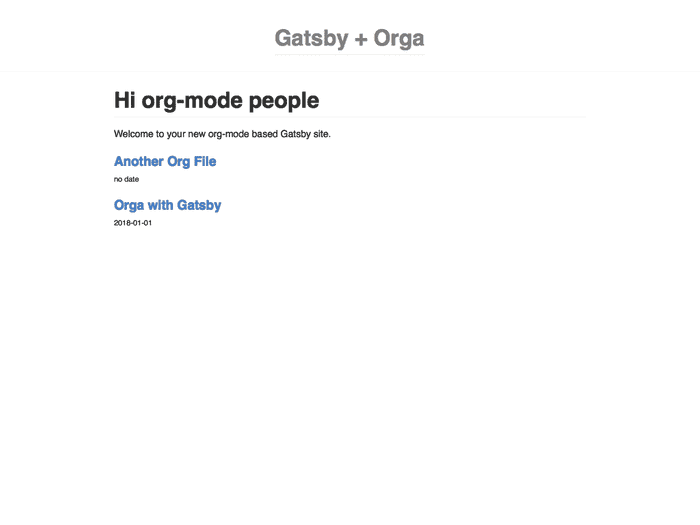 Gatsby + Orga
Hi org-mode people
Welcome to your new org-mode based Gatsby site.
Another Org File
no date
Orga with Gatsby
2018-01-01